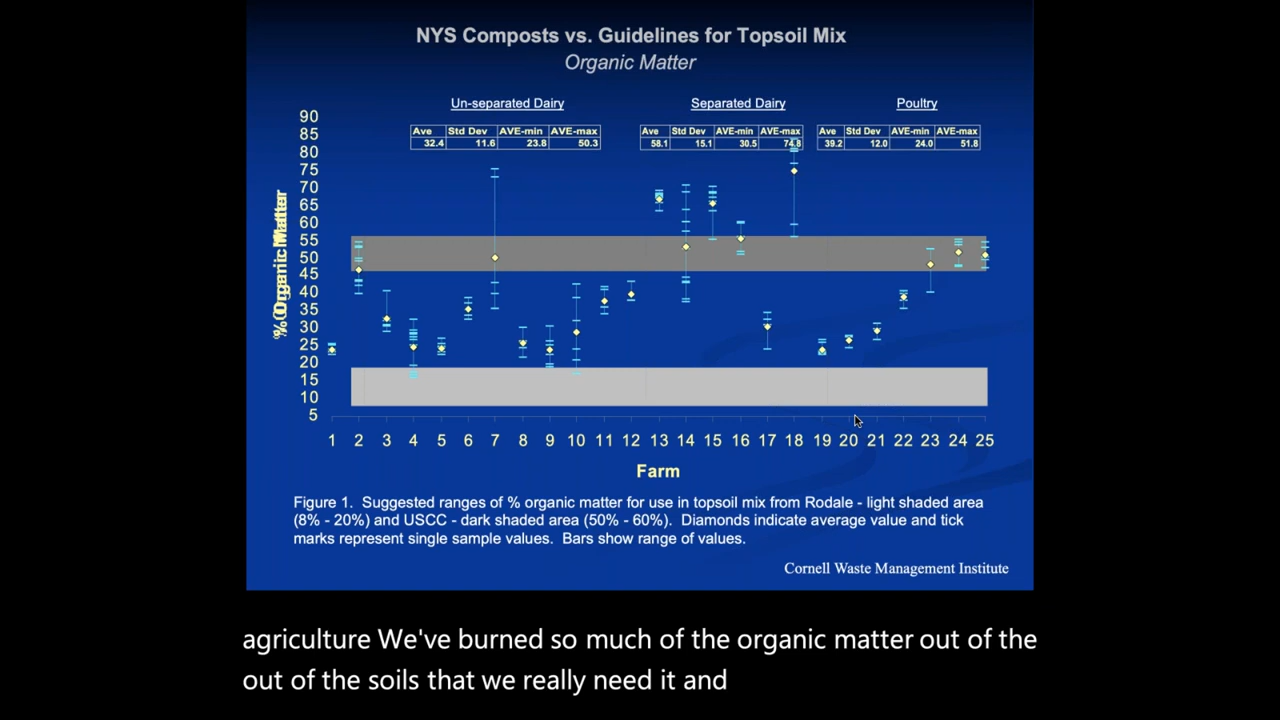 NYS Composts vs. Guidelines for Topsoil Mix
Organic Matter
Un-separated Dairy Separated Dairy Poultry
Ave Std Dev AVE-min AVE-max Ave Std Dev AVE-min AVE-max Ave Std Dev AVE-min AVE-max
32.4 11.6 23.8 50.3 58.1 15.1 30.5 74.8 39.2 12.0 24.0 51.8
90
85
80
75
70
65
60
55
50
45
40
35
30
25
20
15
10
5
% Organic Matter
1 2 3 4 5 6 7 8 9 10 11 12 13 14 15 16 17 18 19 20 21 22 23 24 25
Farm
Figure 1. Suggested ranges of % organic matter for use in topsoil mix from Rodale - light shaded area
(8% - 20%) and USCC - dark shaded area (50% - 60%). Diamonds indicate average value and tick
marks represent single sample values. Bars show range of values.
Cornell Waste Management Institute
agriculture We've burned so much of the organic matter out of the
out of the soils that we really need it and